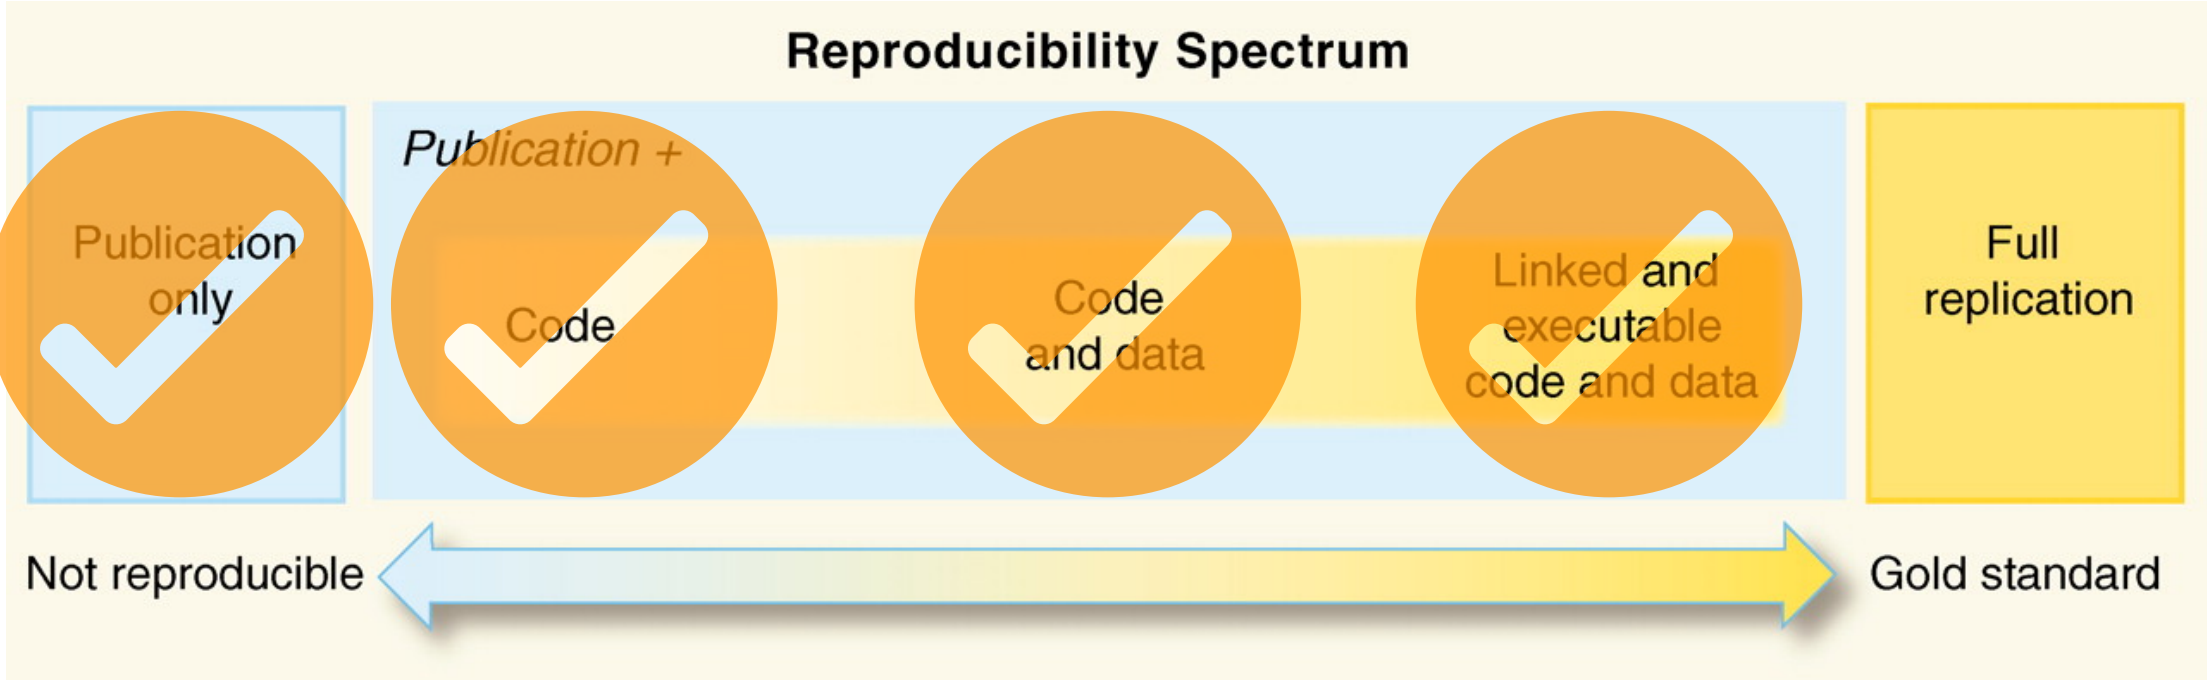 Reproducibility Spectrum
Publication
only
Publication +
Code
Code
and data
Linked and
executable
code and data
Full
replication
Not reproducible
Gold standard